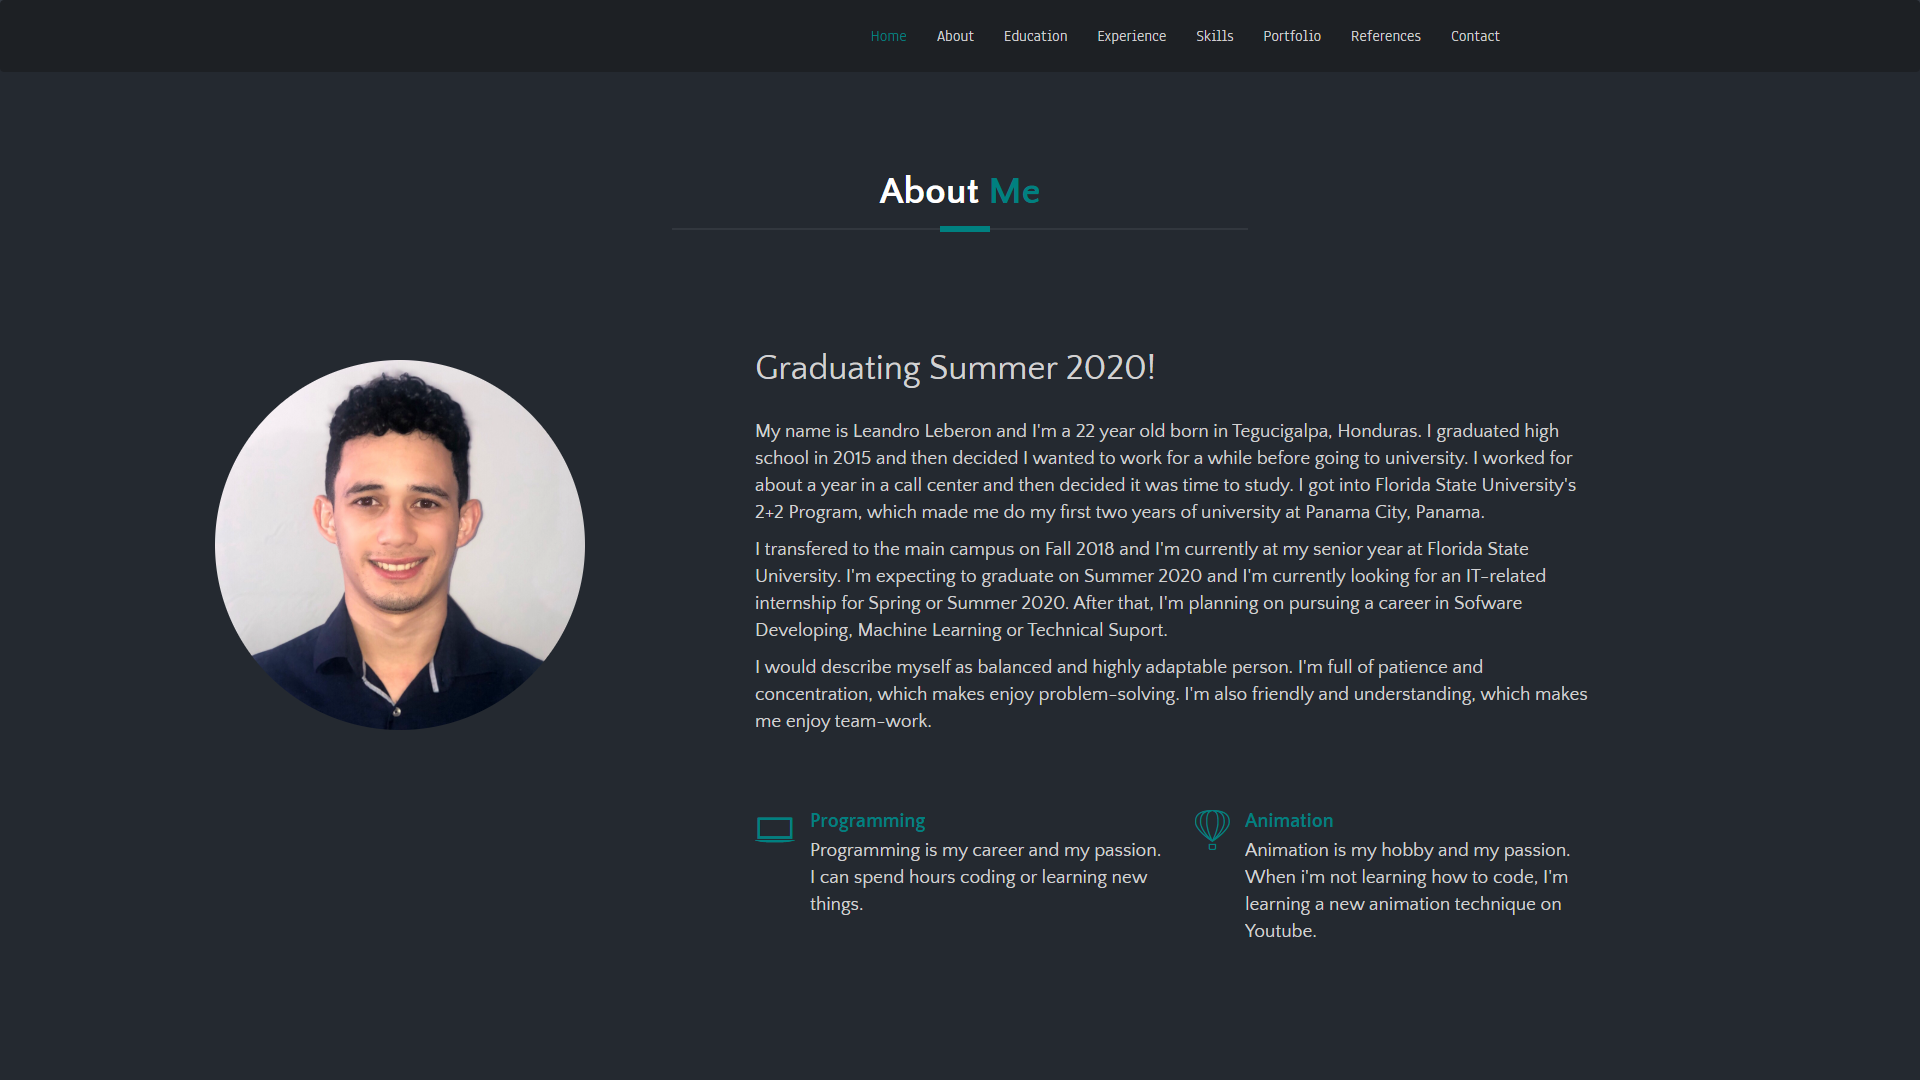 Home About Education Experience Skills Portfolio References Contact
About Me
Graduating Summer 2020!
My name is Leandro Leberon and I'm a 22 year old born in Tegucigalpa, Honduras. I graduated high
school in 2015 and then decided I wanted to work for a while before going to university. I worked for
about a year in a call center and then decided it was time to study. I got into Florida State University's
2+2 Program, which made me do my first two years of university at Panama City, Panama.
I transfered to the main campus on Fall 2018 and I'm currently at my senior year at Florida State
University. I'm expecting to graduate on Summer 2020 and I'm currently looking for an IT-related
internship for Spring or Summer 2020. After that, I'm planning on pursuing a career in Sofware
Developing, Machine Learning or Technical Suport.
I would describe myself as balanced and highly adaptable person. I'm full of patience and
concentration, which makes enjoy problem-solving. I'm also friendly and understanding, which makes
me enjoy team-work.
Programming
Programming is my career and my passion.
I can spend hours coding or learning new
things.
Animation
Animation is my hobby and my passion.
When i'm not learning how to code, I'm
learning a new animation technique on
Youtube.